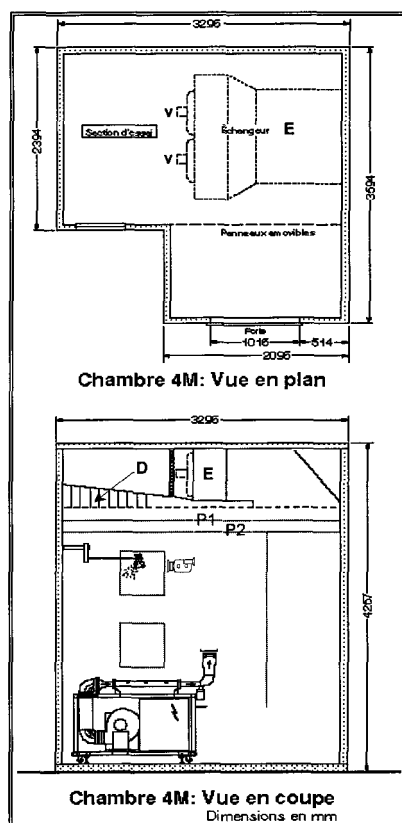 3296
2394
3594
V
V
Section d'essai
Échangeur E
Panneaux amovibles
Porte
1016 514
2096
Chambre 4M: Vue en plan
3296
D
E
P1
P2
4267
Chambre 4M: Vue en coupe
Dimensions en mm